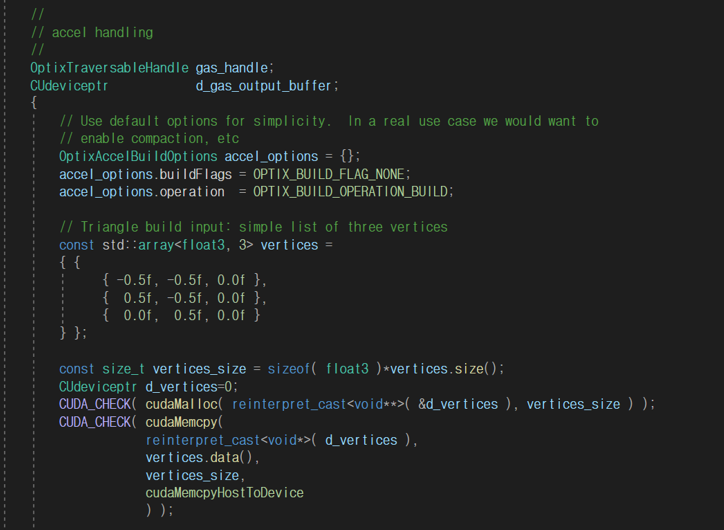 //
// accel handling
//
OptixTraversableHandle gas_handle;
CUdeviceptr            d_gas_output_buffer;
{
    // Use default options for simplicity.  In a real use case we would want to
    // enable compaction, etc
    OptixAccelBuildOptions accel_options = {};
    accel_options.buildFlags = OPTIX_BUILD_FLAG_NONE;
    accel_options.operation  = OPTIX_BUILD_OPERATION_BUILD;

    // Triangle build input: simple list of three vertices
    const std::array<float3, 3> vertices =
    { {
          { -0.5f, -0.5f, 0.0f },
          {  0.5f, -0.5f, 0.0f },
          {  0.0f,  0.5f, 0.0f }
    } };

    const size_t vertices_size = sizeof( float3 )*vertices.size();
    CUdeviceptr d_vertices=0;
    CUDA_CHECK( cudaMalloc( reinterpret_cast<void**>( &d_vertices ), vertices_size ) );
    CUDA_CHECK( cudaMemcpy(
                reinterpret_cast<void*>( d_vertices ),
                vertices.data(),
                vertices_size,
                cudaMemcpyHostToDevice
                ) );